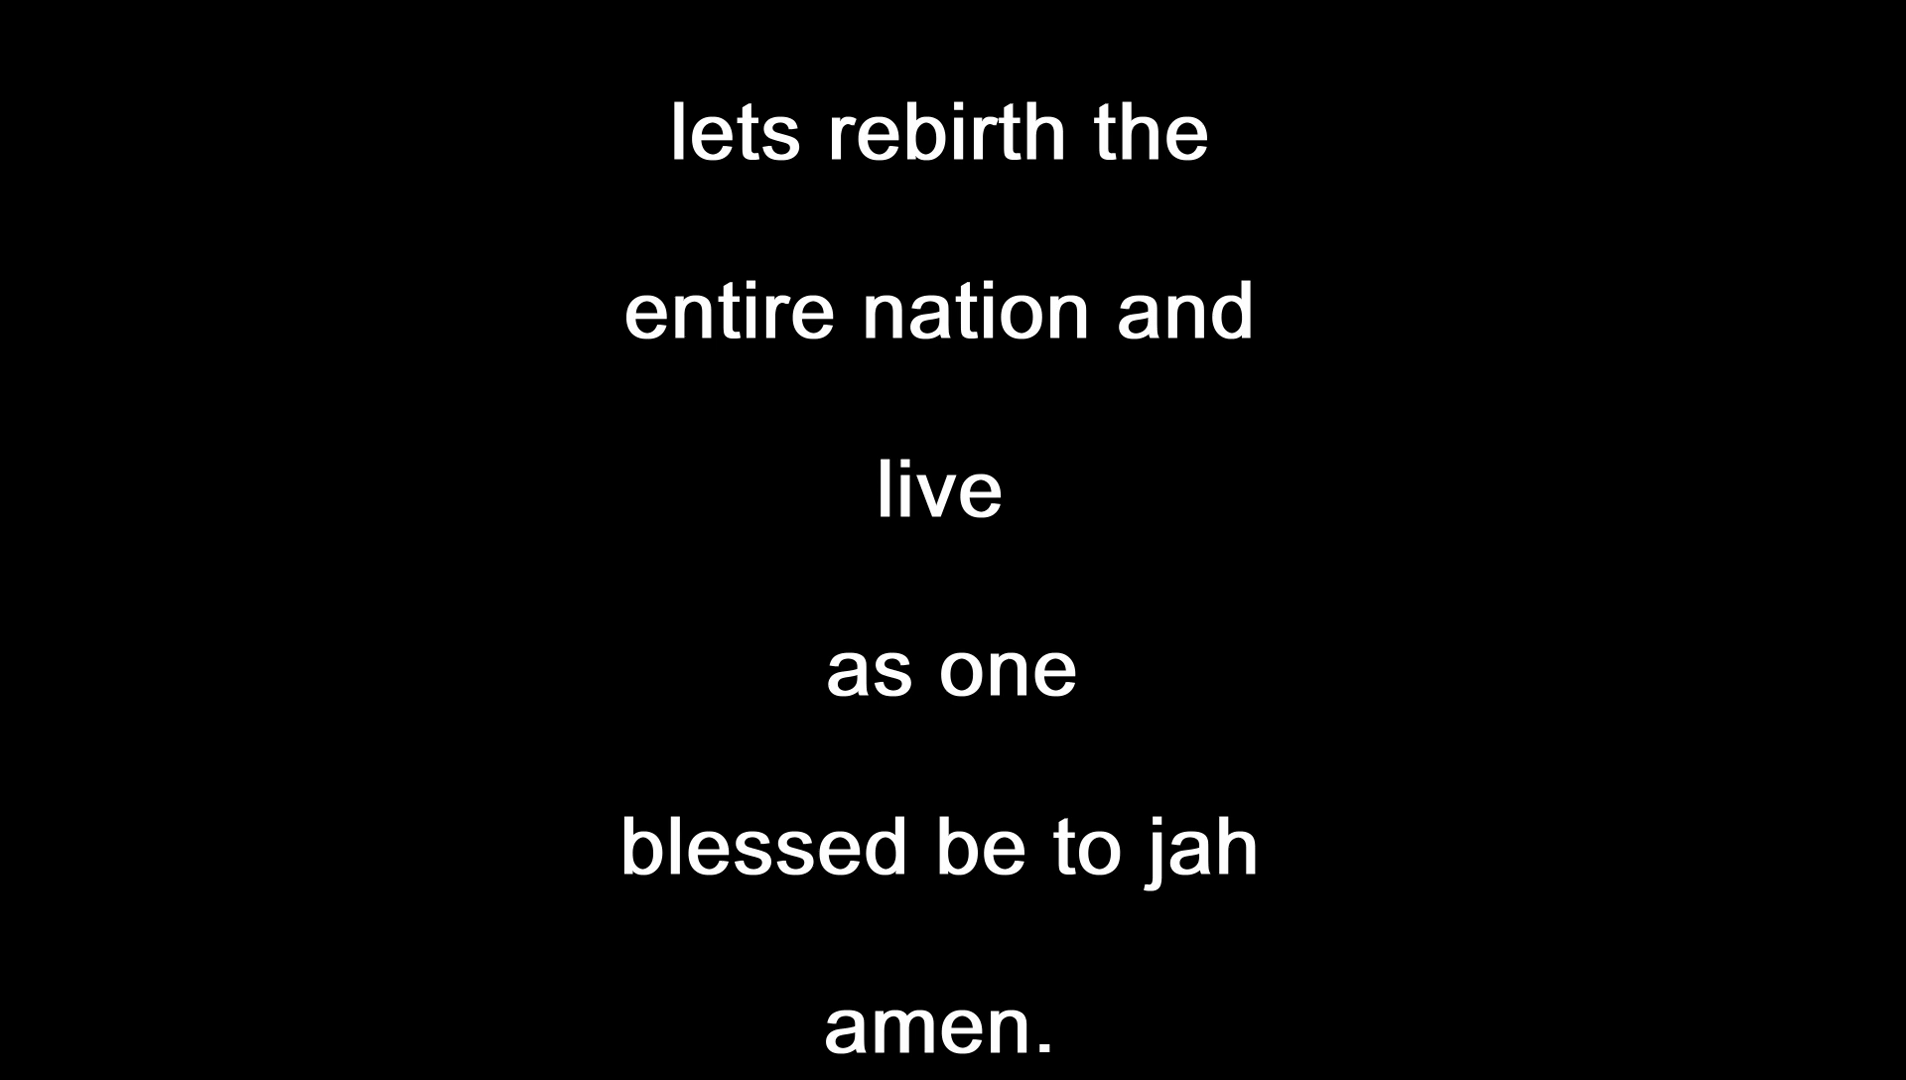 lets rebirth the
entire nation and
live
as one
blessed be to jah
amen.